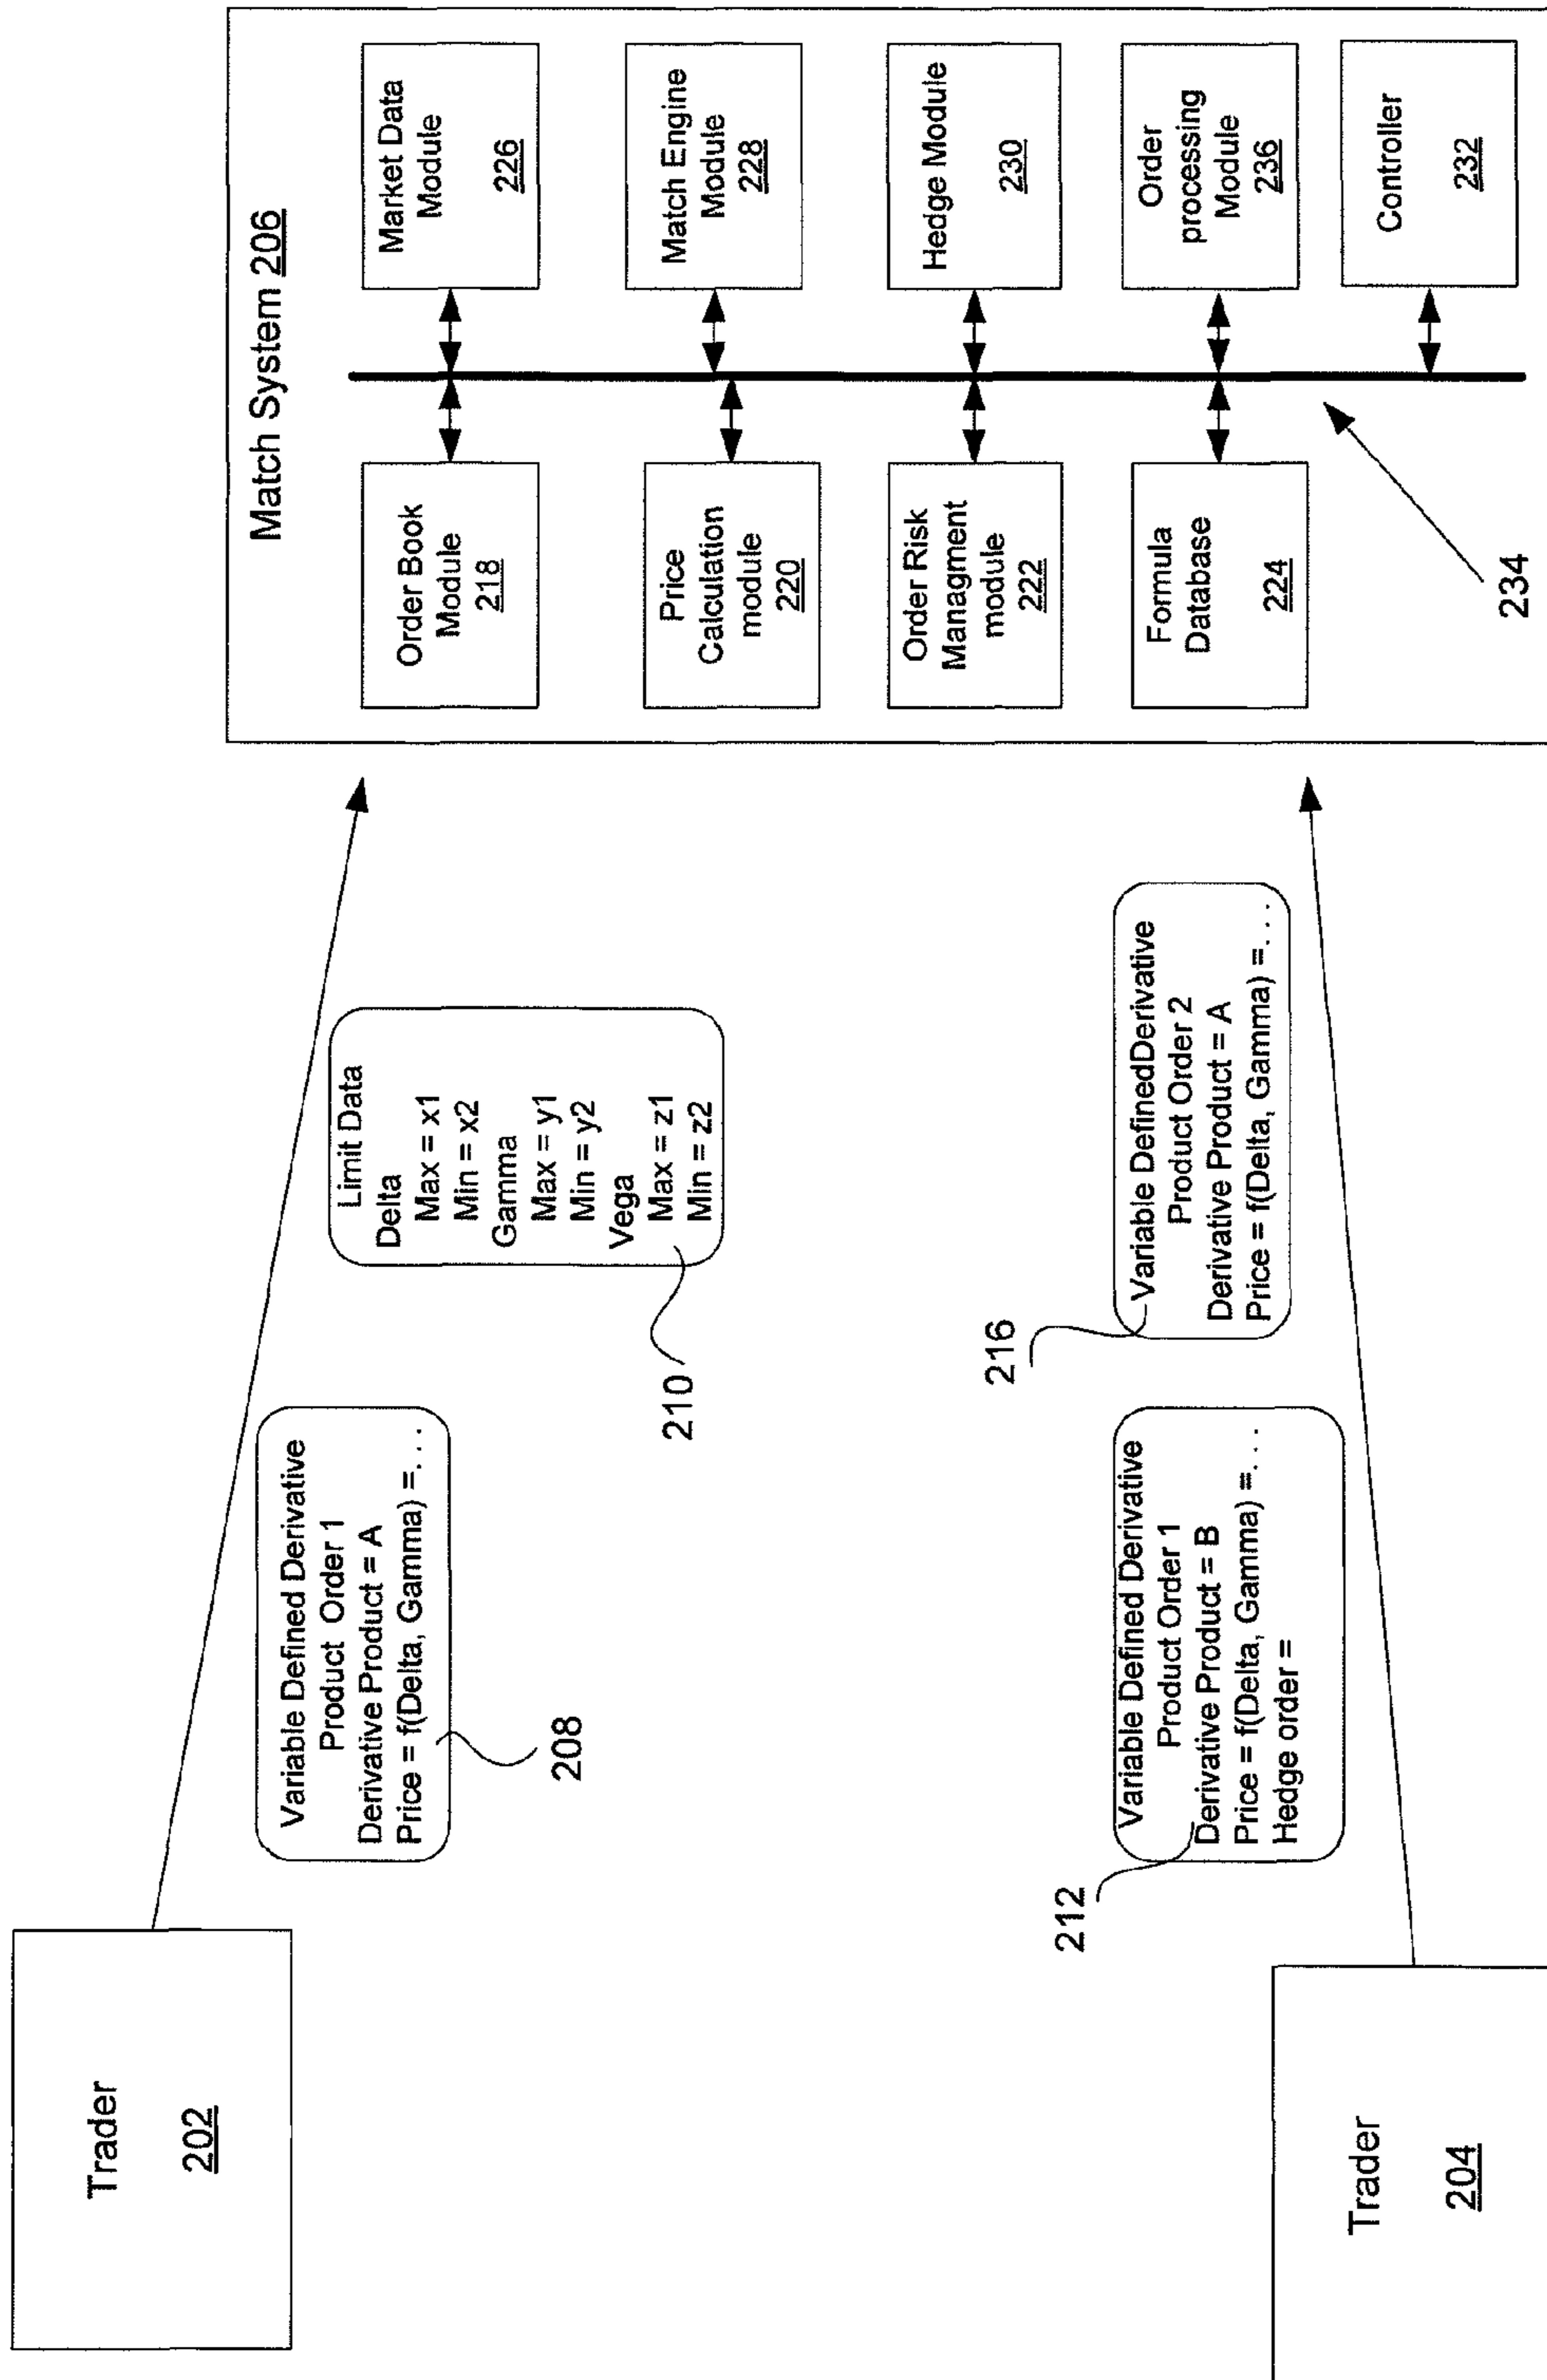 Trader
202
Trader
204
Variable Defined Derivative
Product Order 1
Derivative Product = A
Price = f(Delta, Gamma) =. . .
208
Limit Data
Delta
Max = x1
Min = x2
Gamma
Max = y1
Min = y2
Vega
Max = z1
Min = z2
210
Variable Defined Derivative
Product Order 1
Derivative Product = B
Price = f(Delta, Gamma) =. . .
Hedge order =
212
Variable DefinedDerivative
Product Order 2
Derivative Product = A
Price = f(Delta, Gamma) =. . .
216
Match System 206
Order Book
Module
218
Price
Calculation
module
220
Order Risk
Managment
module
222
Formula
Database
224
Market Data
Module
226
Match Engine
Module
228
Hedge Module
230
Order
processing
Module
236
Controller
232
234